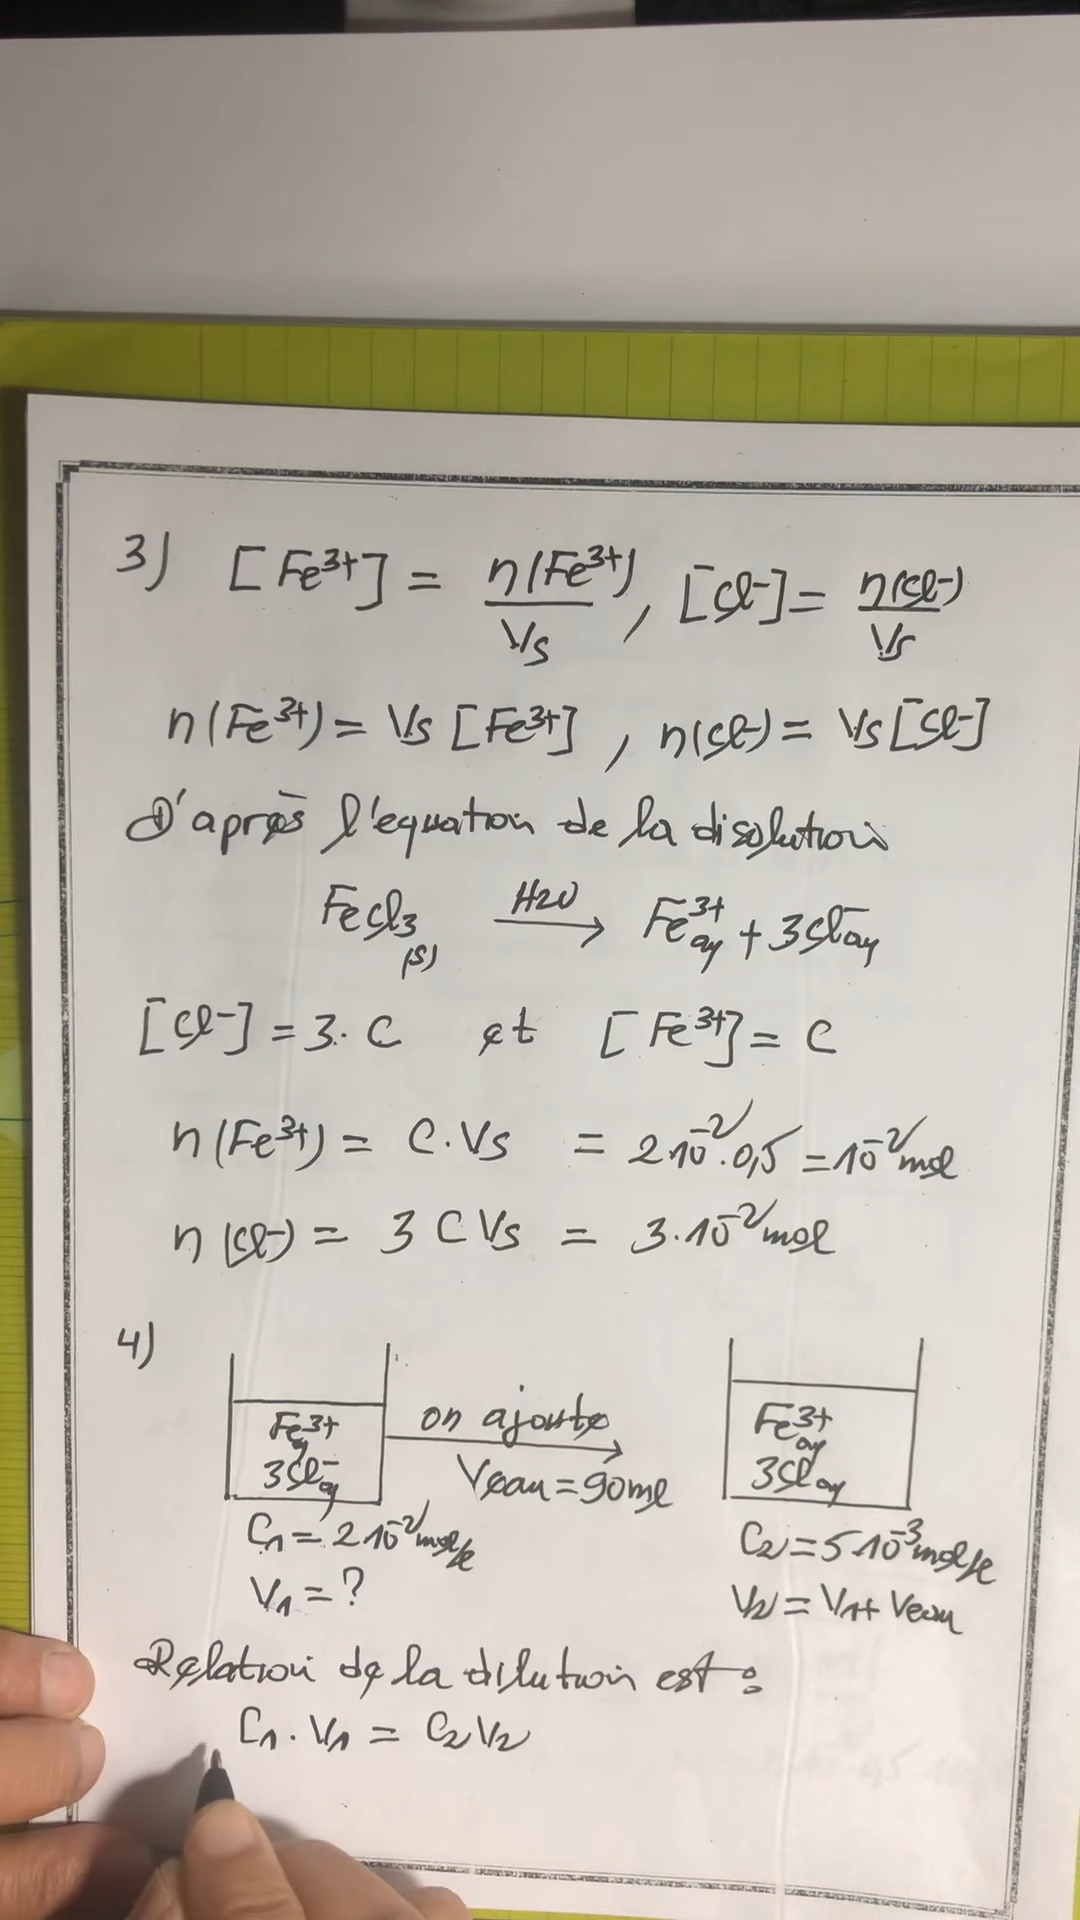 3) [Fe³⁺] = n(Fe³⁺)/Vs , [Cl⁻] = n(Cl⁻)/Vs
n(Fe³⁺) = Vs [Fe³⁺] , n(Cl⁻) = Vs [Cl⁻]
D'après l'equation de la disolution
FeCl₃(s) —H₂O→ Fe³⁺aq + 3Cl⁻aq
[Cl⁻] = 3. C et [Fe³⁺] = C
n(Fe³⁺) = C.Vs = 2.10⁻².0,5 = 10⁻² mol
n(Cl⁻) = 3 C Vs = 3.10⁻² mol
4)
Fe³⁺aq
3Cl⁻aq
on ajoute
Veau = 90ml
Fe³⁺aq
3Cl⁻aq
C₁ = 2 10⁻² mol/l
V₁ = ?
C₂ = 5 10⁻³ mol/l
V₂ = V₁ + Veau
Relation de la dilution est :
C₁ . V₁ = C₂ V₂